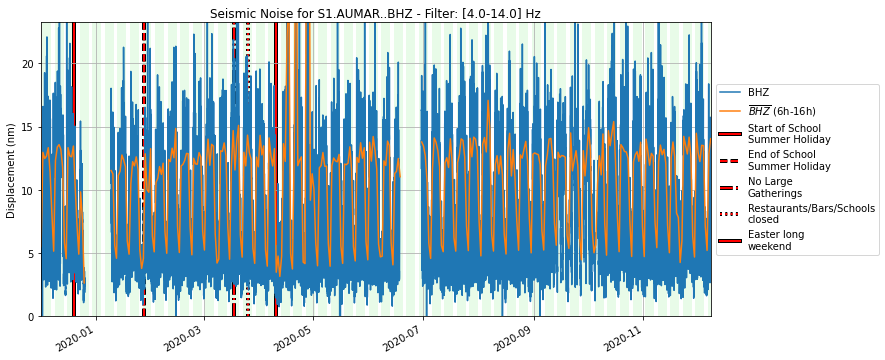 Seismic Noise for S1.AUMAR..BHZ - Filter: [4.0-14.0] Hz
Displacement (nm)
20
15
10
5
0
2020-01
2020-03
2020-05
2020-07
2020-09
2020-11
BHZ
BHZ (6h-16h)
Start of School
Summer Holiday
End of School
Summer Holiday
No Large
Gatherings
Restaurants/Bars/Schools
closed
Easter long
weekend